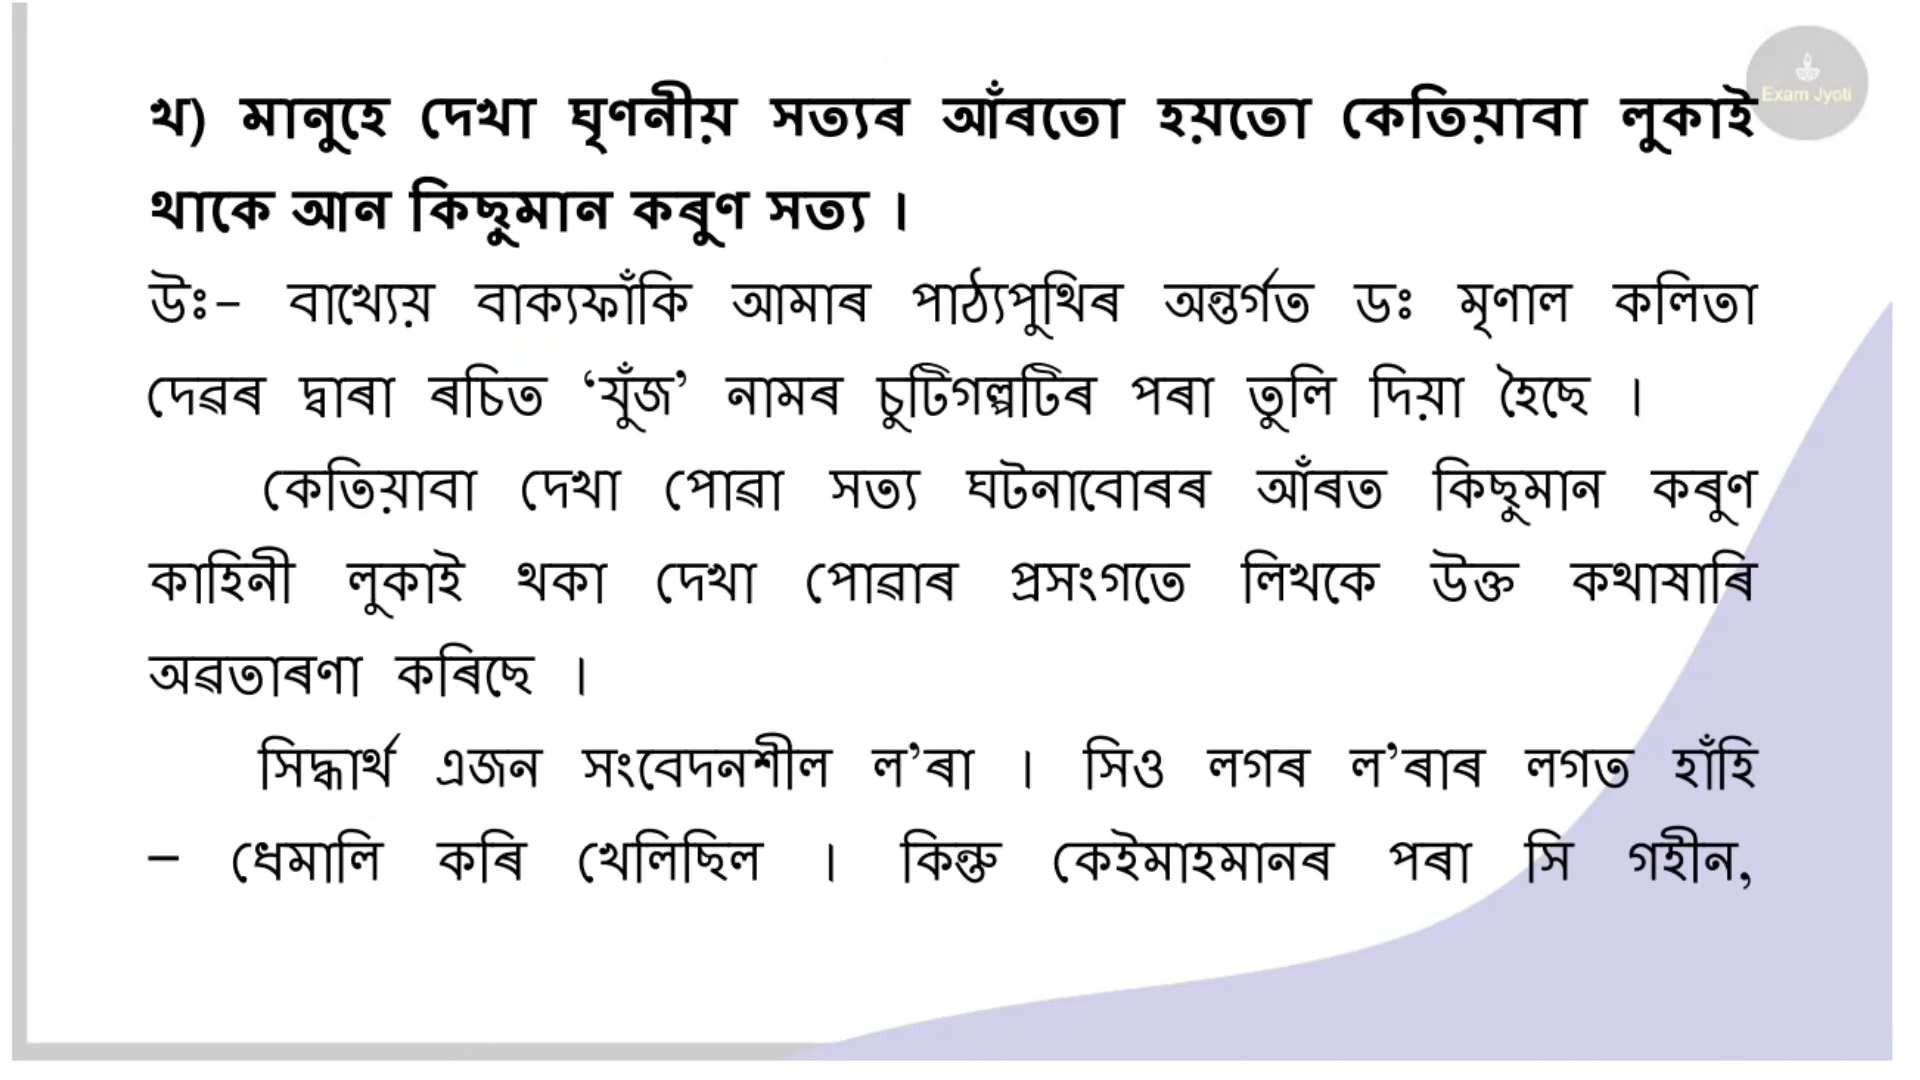 Exam Jyoti
খ) মানুহে দেখা ঘৃণনীয় সত্যৰ আঁৰতো হয়তো কেতিয়াবা লুকাই
থাকে আন কিছুমান কৰুণ সত্য ।
উঃ– বাখ্যেয় বাক্যফাঁকি আমাৰ পাঠ্যপুথিৰ অন্তৰ্গত ডঃ মৃণাল কলিতা
দেৱৰ দ্বাৰা ৰচিত ‘যুঁজ’ নামৰ চুটিগল্পটিৰ পৰা তুলি দিয়া হৈছে ।
কেতিয়াবা দেখা পোৱা সত্য ঘটনাবোৰৰ আঁৰত কিছুমান কৰুণ
কাহিনী লুকাই থকা দেখা পোৱাৰ প্ৰসংগতে লিখকে উক্ত কথাষাৰি
অৱতাৰণা কৰিছে ।
সিদ্ধাৰ্থ এজন সংবেদনশীল ল’ৰা । সিও লগৰ ল’ৰাৰ লগত হাঁহি
– ধেমালি কৰি খেলিছিল । কিন্তু কেইমাহমানৰ পৰা সি গহীন,